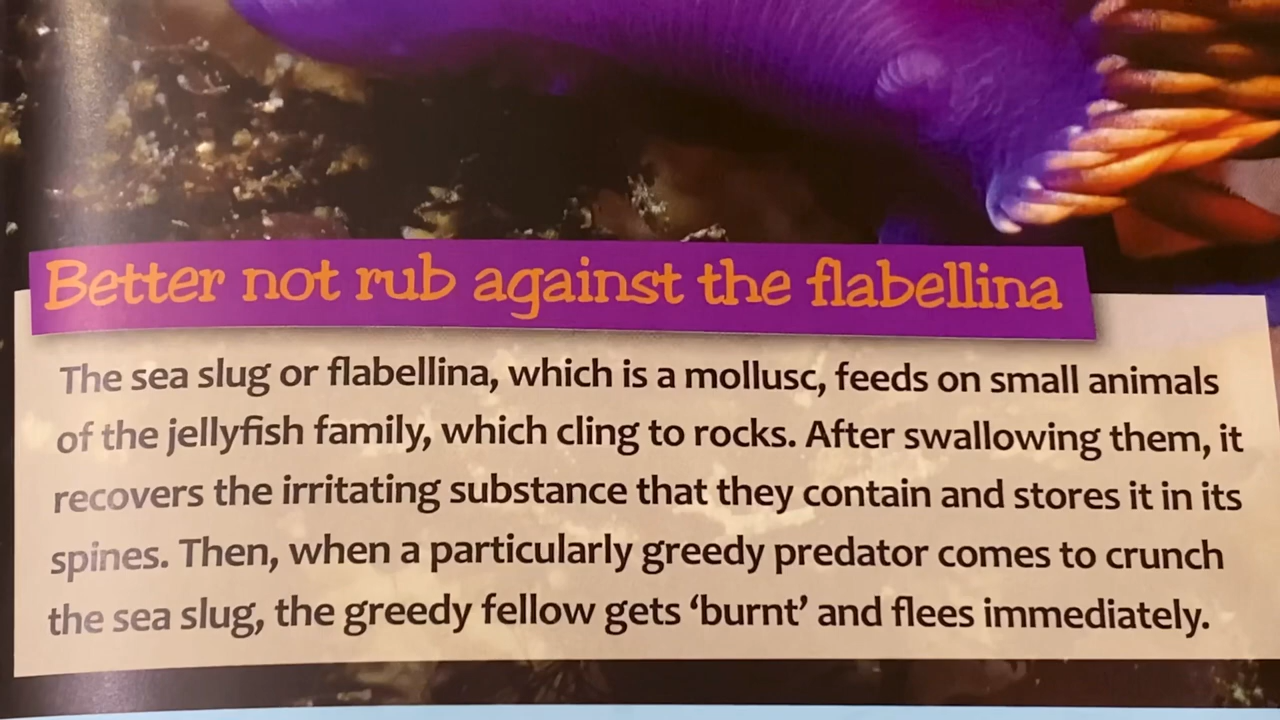 Better not rub against the flabellina
The sea slug or flabellina, which is a mollusc, feeds on small animals
of the jellyfish family, which cling to rocks. After swallowing them, it
recovers the irritating substance that they contain and stores it in its
spines. Then, when a particularly greedy predator comes to crunch
the sea slug, the greedy fellow gets ‘burnt’ and flees immediately.